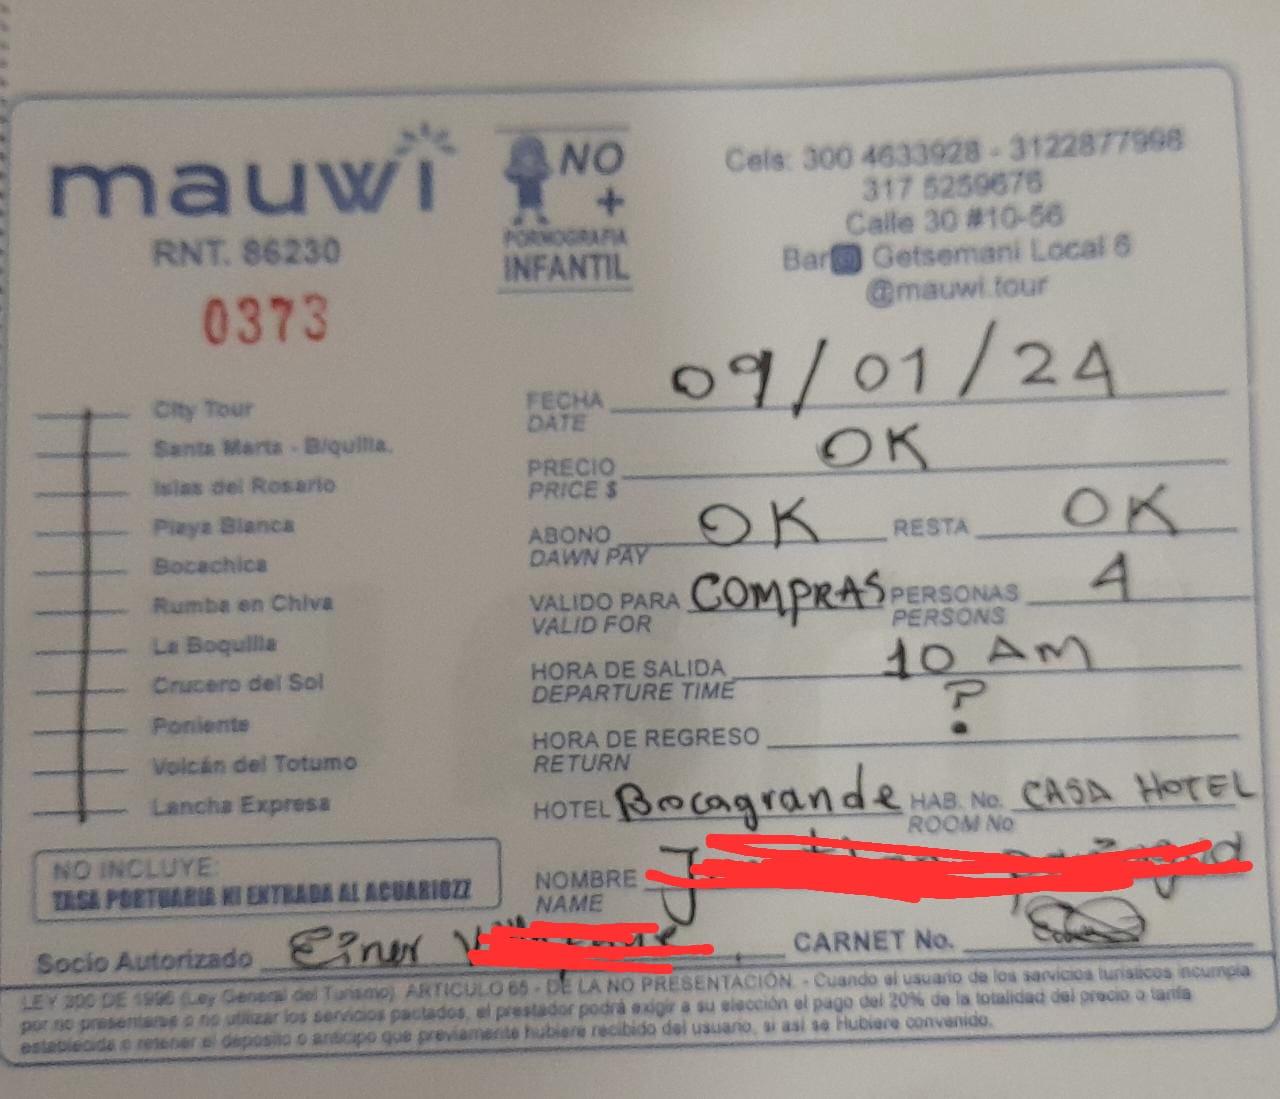 mauwi
RNT. 86230
0373
NO
+
PORNOGRAFIA
INFANTIL
Cels: 300 4633928 - 3122877998
317 5259676
Calle 30 #10-56
Bar Getsemani Local 6
@mauwi.tour
City Tour
Santa Marta - B/quilla.
Islas del Rosario
Playa Blanca
Bocachica
Rumba en Chiva
La Boquilla
Crucero del Sol
Poniente
Volcán del Totumo
Lancha Expresa
NO INCLUYE:
TASA PORTUARIA NI ENTRADA AL ACUARIOZZ
FECHA 09/01/24
DATE
PRECIO OK
PRICE $
ABONO OK RESTA OK
DAWN PAY
VALIDO PARA COMPRAS PERSONAS 4
VALID FOR PERSONS
HORA DE SALIDA 10 AM
DEPARTURE TIME
HORA DE REGRESO ?
RETURN
HOTEL Bocagrande HAB. No. CASA HOTEL
ROOM No
NOMBRE
NAME
Socio Autorizado Einer CARNET No.
LEY 300 DE 1996 (Ley General del Turismo). ARTICULO 65 - DE LA NO PRESENTACIÓN. - Cuando el usuario de los servicios turísticos incumpla
por no presentarse o no utilizar los servicios pactados, el prestador podrá exigir a su elección el pago del 20% de la totalidad del precio o tarifa
establecida o retener el depósito o anticipo que previamente hubiere recibido del usuario, si así se Hubiere convenido.